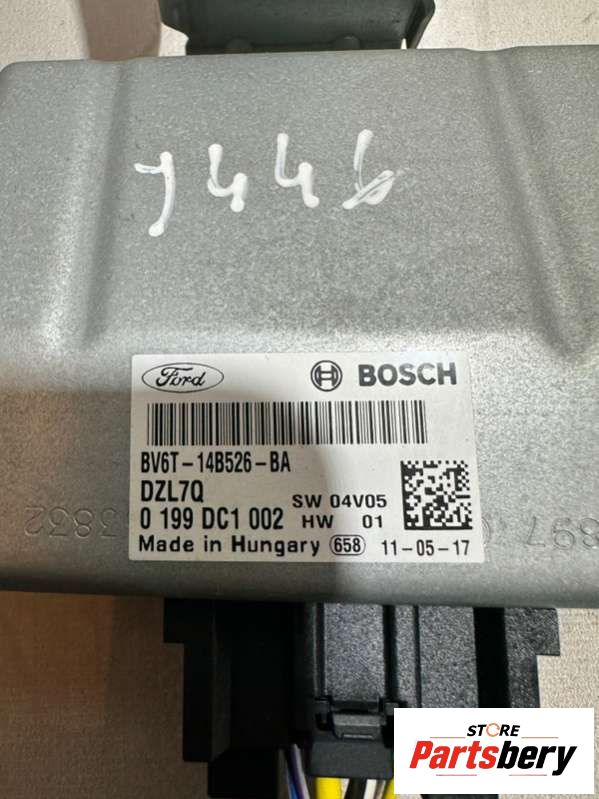 Ford BOSCH
BV6T-14B526-BA
DZL7Q
SW 04V05
0 199 DC1 002 HW 01
Made in Hungary 658 11-05-17
3832
STORE
Partsbery